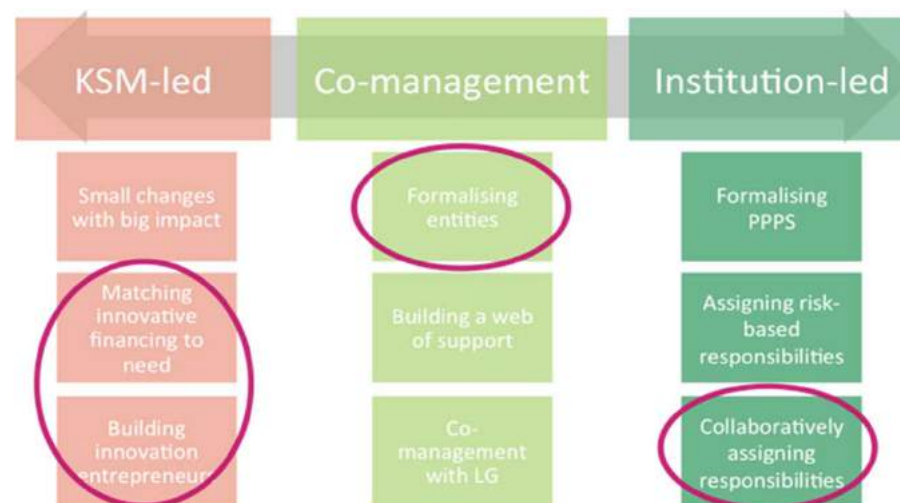 KSM-led
Co-management
Institution-led
Small changes
with big impact
Formalising
entities
Formalising
PPPS
Matching
innovative
financing to
need
Building a web
of support
Assigning risk-
based
responsibilities
Building
innovation
entrepreneurs
Co-
management
with LG
Collaboratively
assigning
responsibilities